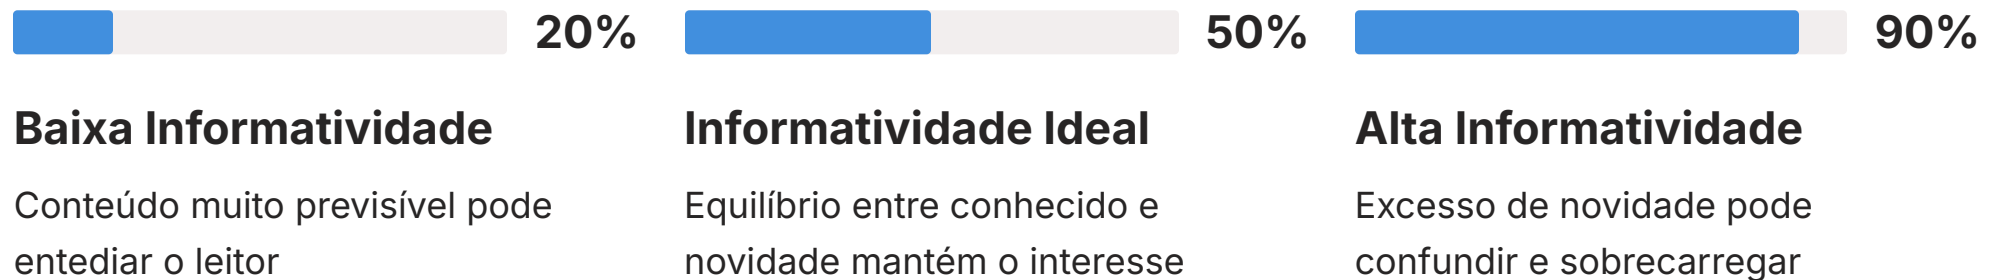 20%
Baixa Informatividade
Conteúdo muito previsível pode
entediar o leitor
50%
Informatividade Ideal
Equilíbrio entre conhecido e
novidade mantém o interesse
90%
Alta Informatividade
Excesso de novidade pode
confundir e sobrecarregar